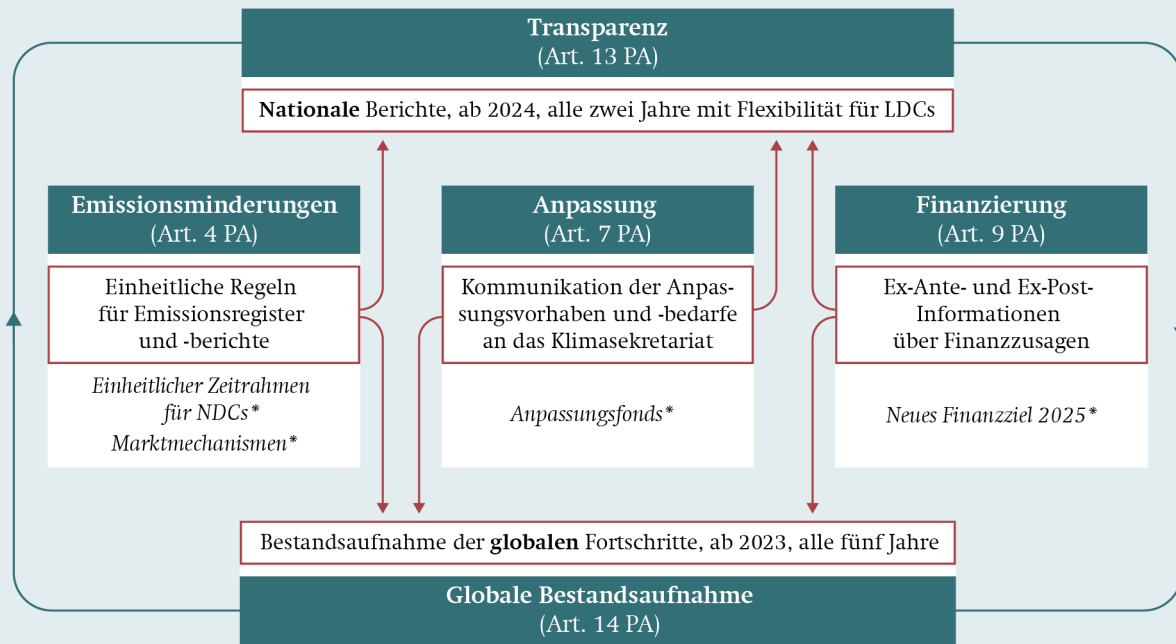 Transparenz
(Art. 13 PA)
Nationale Berichte, ab 2024, alle zwei Jahre mit Flexibilität für LDCs
Emissionsminderungen
(Art. 4 PA)
Einheitliche Regeln
für Emissionsregister
und -berichte
Einheitlicher Zeitrahmen
für NDCs*
Marktmechanismen*
Anpassung
(Art. 7 PA)
Kommunikation der Anpas-
sungsvorhaben und -bedarfe
an das Klimasekretariat
Anpassungsfonds*
Finanzierung
(Art. 9 PA)
Ex-Ante- und Ex-Post-
Informationen
über Finanzzusagen
Neues Finanzziel 2025*
Bestandsaufnahme der globalen Fortschritte, ab 2023, alle fünf Jahre
Globale Bestandsaufnahme
(Art. 14 PA)